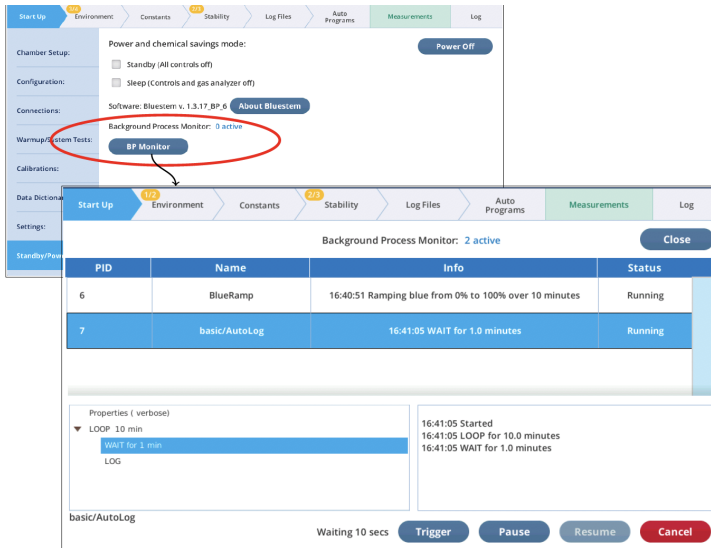 Start Up
3/4
Environment
Constants
3/3
Stability
Log Files
Auto
Programs
Measurements
Log
Chamber Setup:
Configuration:
Connections:
Warmup/System Tests:
Calibrations:
Data Dictionar
Settings:
Standby/Pow
Power and chemical savings mode:
Power Off
Standby (All controls off)
Sleep (Controls and gas analyzer off)
Software: Bluestem v. 1.3.17_BP_6 About Bluestem
Background Process Monitor: 0 active
BP Monitor
Start Up
1/2
Environment
Constants
2/3
Stability
Log Files
Auto
Programs
Measurements
Log
Background Process Monitor: 2 active
Close
PID Name Info Status
6 BlueRamp 16:40:51 Ramping blue from 0% to 100% over 10 minutes Running
7 basic/AutoLog 16:41:05 WAIT for 1.0 minutes Running
Properties ( verbose)
LOOP 10 min
WAIT for 1 min
LOG
16:41:05 Started
16:41:05 LOOP for 10.0 minutes
16:41:05 WAIT for 1.0 minutes
basic/AutoLog
Waiting 10 secs Trigger Pause Resume Cancel